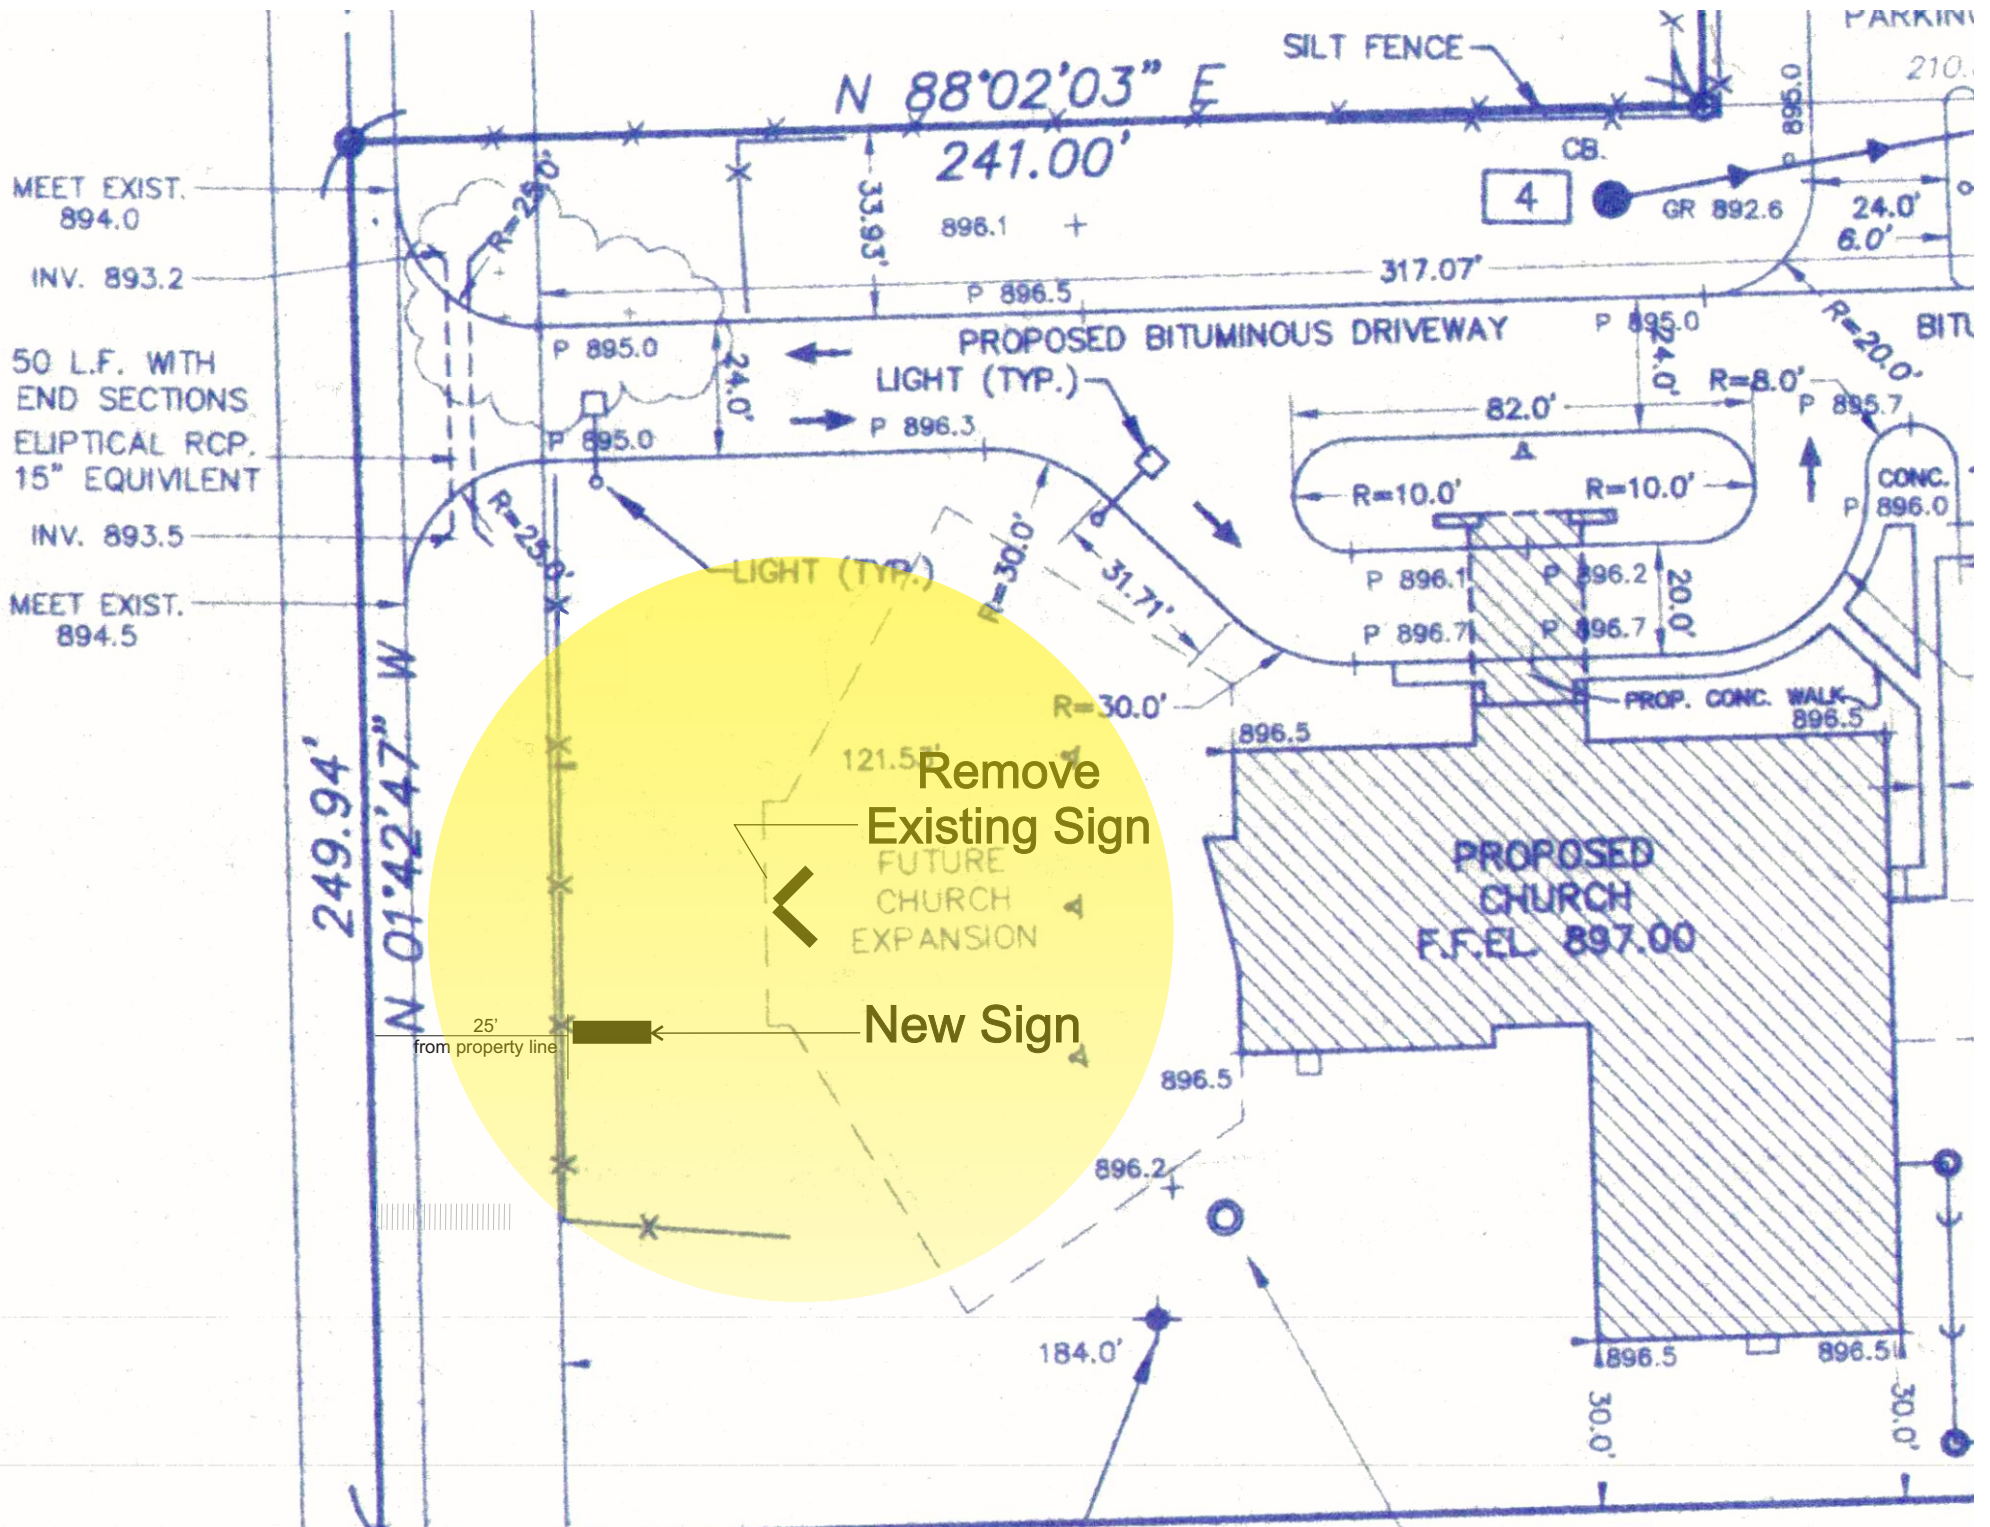 PARKIN
SILT FENCE
210.
N 88°02'03" E
895.0
241.00'
CB.
MEET EXIST.
894.0
R=25.0'
33.93'
4
GR 892.6
24.0'
6.0'
896.1
INV. 893.2
317.07'
P 896.5
P 895.0
R=20.0'
BITU
PROPOSED BITUMINOUS DRIVEWAY
P 895.0
24.0'
24.0'
50 L.F. WITH
END SECTIONS
ELIPTICAL RCP.
15" EQUIVILENT
LIGHT (TYP.)
R=8.0'
82.0'
P 895.7
P 895.0
P 896.3
R=10.0'
R=10.0'
CONC.
P 896.0
INV. 893.5
R=25.0'
R=30.0'
LIGHT (TYP.)
31.71'
P 896.1
P 896.2
20.0'
MEET EXIST.
894.5
P 896.7
P 896.7
R=30.0'
PROP. CONC. WALK
896.5
896.5
249.94'
N 01°42'47" W
121.53'
Remove
Existing Sign
FUTURE
CHURCH
EXPANSION
PROPOSED
CHURCH
F.F.EL. 897.00
25'
from property line
New Sign
896.5
896.2
184.0'
896.5
896.5
30.0'
30.0'